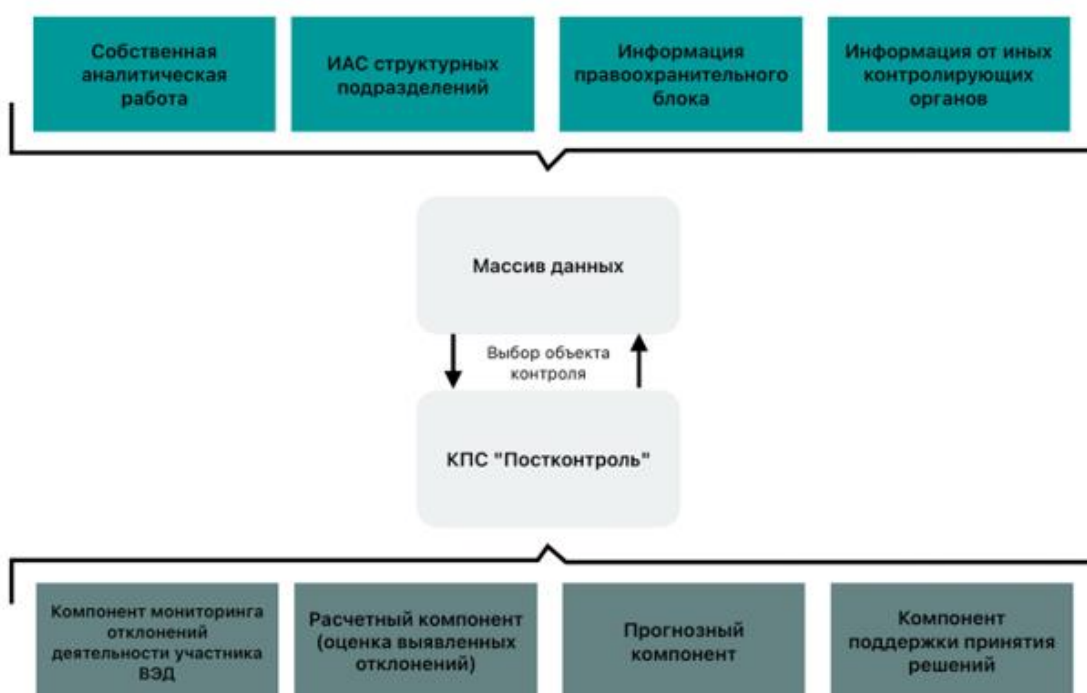 Собственная
аналитическая
работа
ИАС структурных
подразделений
Информация
правоохранительного
блока
Информация от иных
контролирующих
органов
Массив данных
Выбор объекта
контроля
КПС "Постконтроль"
Компонент мониторинга
отклонений
деятельности участника
ВЭД
Расчетный компонент
(оценка выявленных
отклонений)
Прогнозный
компонент
Компонент
поддержки принятия
решений